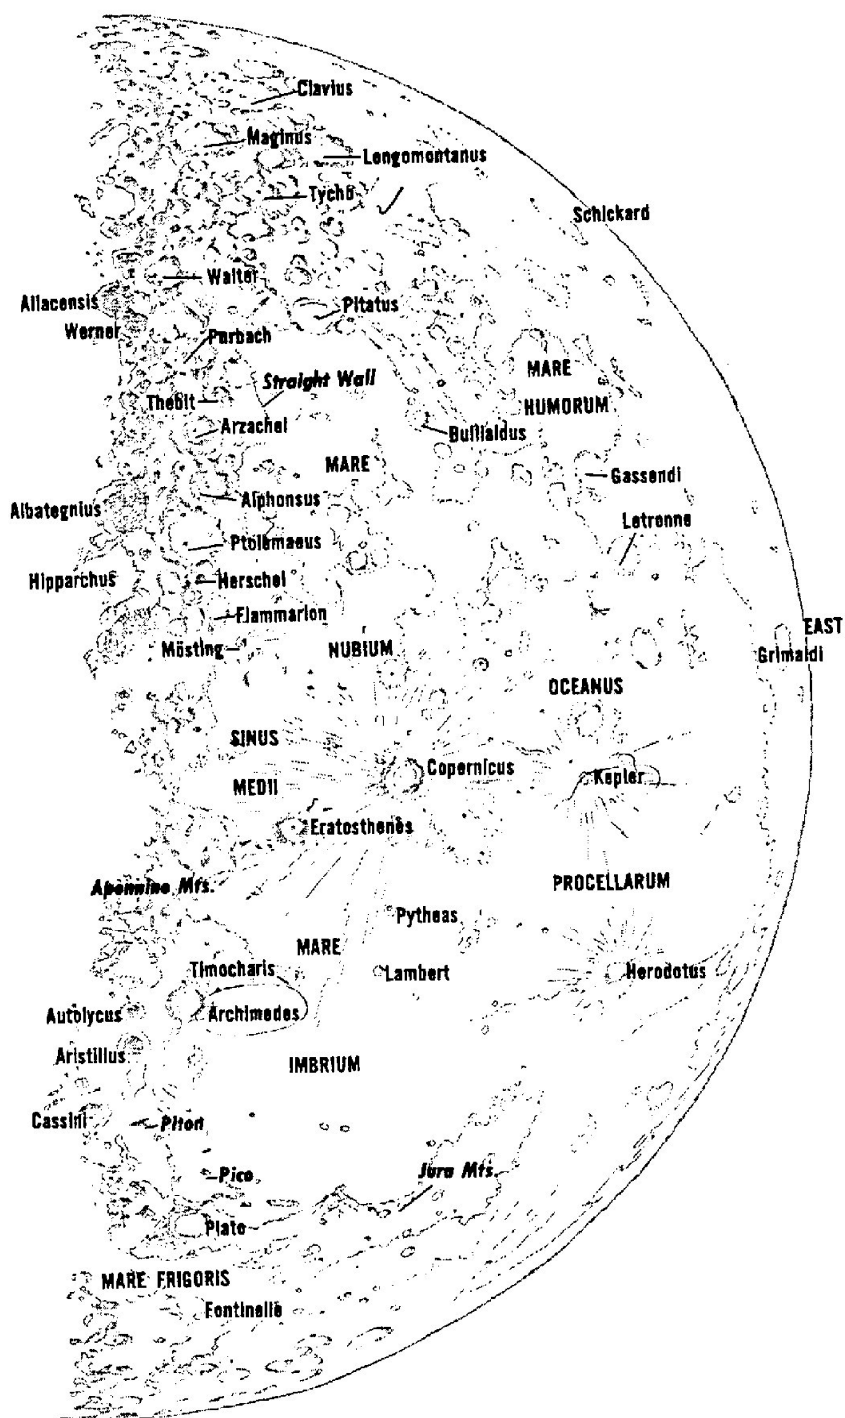 Clavius
Maginus
Longomontanus
Tycho
Schickard
Walter
Aliacensis
Pitatus
Werner
Purbach
MARE
Straight Wall
Thebit
HUMORUM
Arzachel
Bullialdus
MARE
Gassendi
Alphonsus
Albategnius
Letronne
Ptolemaeus
Hipparchus
Herschel
Flammarion
EAST
Mösting
NUBIUM
Grimaldi
OCEANUS
SINUS
Copernicus
Kepler
MEDII
Eratosthenes
PROCELLARUM
Apennine Mts.
Pytheas
MARE
Timocharis
Lambert
Herodotus
Autolycus
Archimedes
Aristillus
IMBRIUM
Cassini
Piton
Jura Mts.
Pico
Plato
MARE FRIGORIS
Fontinelle